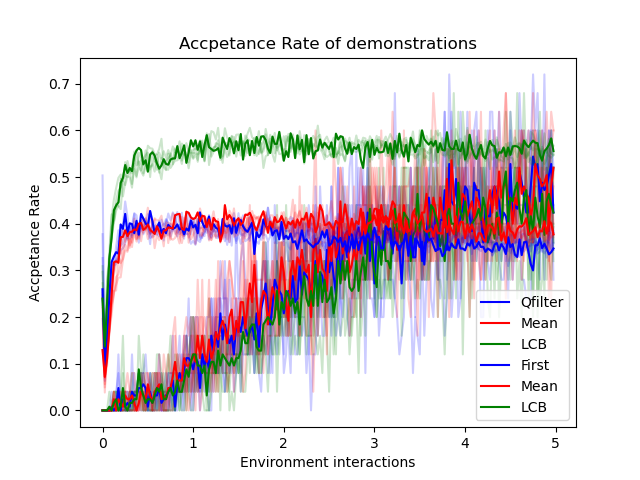 Accpetance Rate of demonstrations
Accpetance Rate
0.7
0.6
0.5
0.4
0.3
0.2
0.1
0.0
0 1 2 3 4 5
Environment interactions
Qfilter
Mean
LCB
First
Mean
LCB